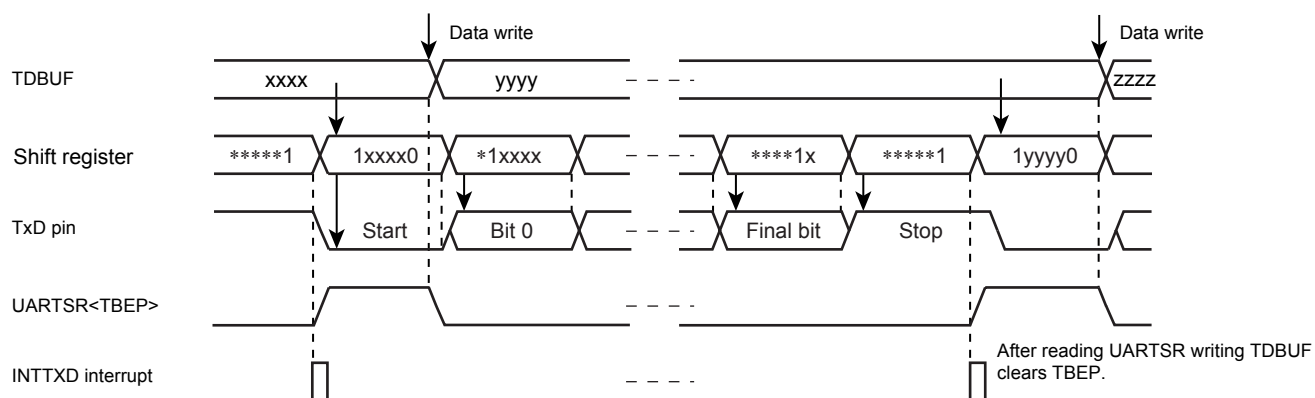 Data write
Data write
TDBUF
xxxx
yyyy
zzzz
Shift register
*****1
1xxxx0
*1xxxx
****1x
*****1
1yyyy0
TxD pin
Start
Bit 0
Final bit
Stop
UARTSR<TBEP>
After reading UARTSR writing TDBUF
clears TBEP.
INTTXD interrupt